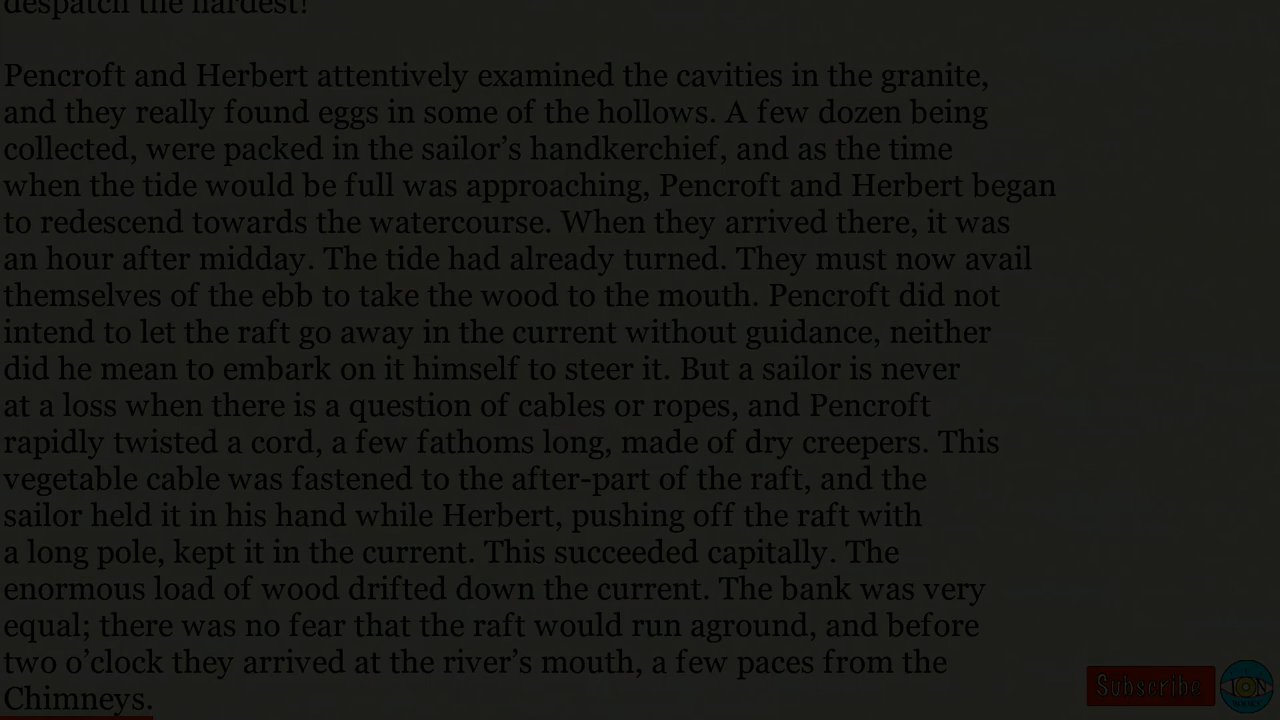 despatch the hardest!
Pencroft and Herbert attentively examined the cavities in the granite,
and they really found eggs in some of the hollows. A few dozen being
collected, were packed in the sailor’s handkerchief, and as the time
when the tide would be full was approaching, Pencroft and Herbert began
to redescend towards the watercourse. When they arrived there, it was
an hour after midday. The tide had already turned. They must now avail
themselves of the ebb to take the wood to the mouth. Pencroft did not
intend to let the raft go away in the current without guidance, neither
did he mean to embark on it himself to steer it. But a sailor is never
at a loss when there is a question of cables or ropes, and Pencroft
rapidly twisted a cord, a few fathoms long, made of dry creepers. This
vegetable cable was fastened to the after-part of the raft, and the
sailor held it in his hand while Herbert, pushing off the raft with
a long pole, kept it in the current. This succeeded capitally. The
enormous load of wood drifted down the current. The bank was very
equal; there was no fear that the raft would run aground, and before
two o’clock they arrived at the river’s mouth, a few paces from the
Chimneys.
Subscribe